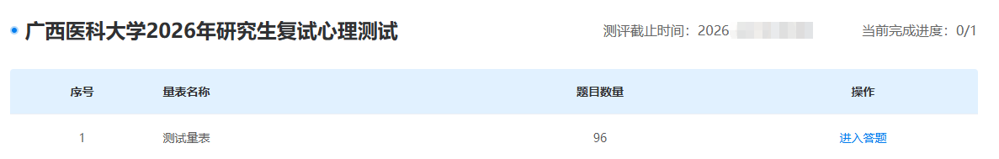 广西医科大学2026年研究生复试心理测试 测评截止时间：2026 当前完成进度：0/1
序号 量表名称 题目数量 操作
1 测试量表 96 进入答题